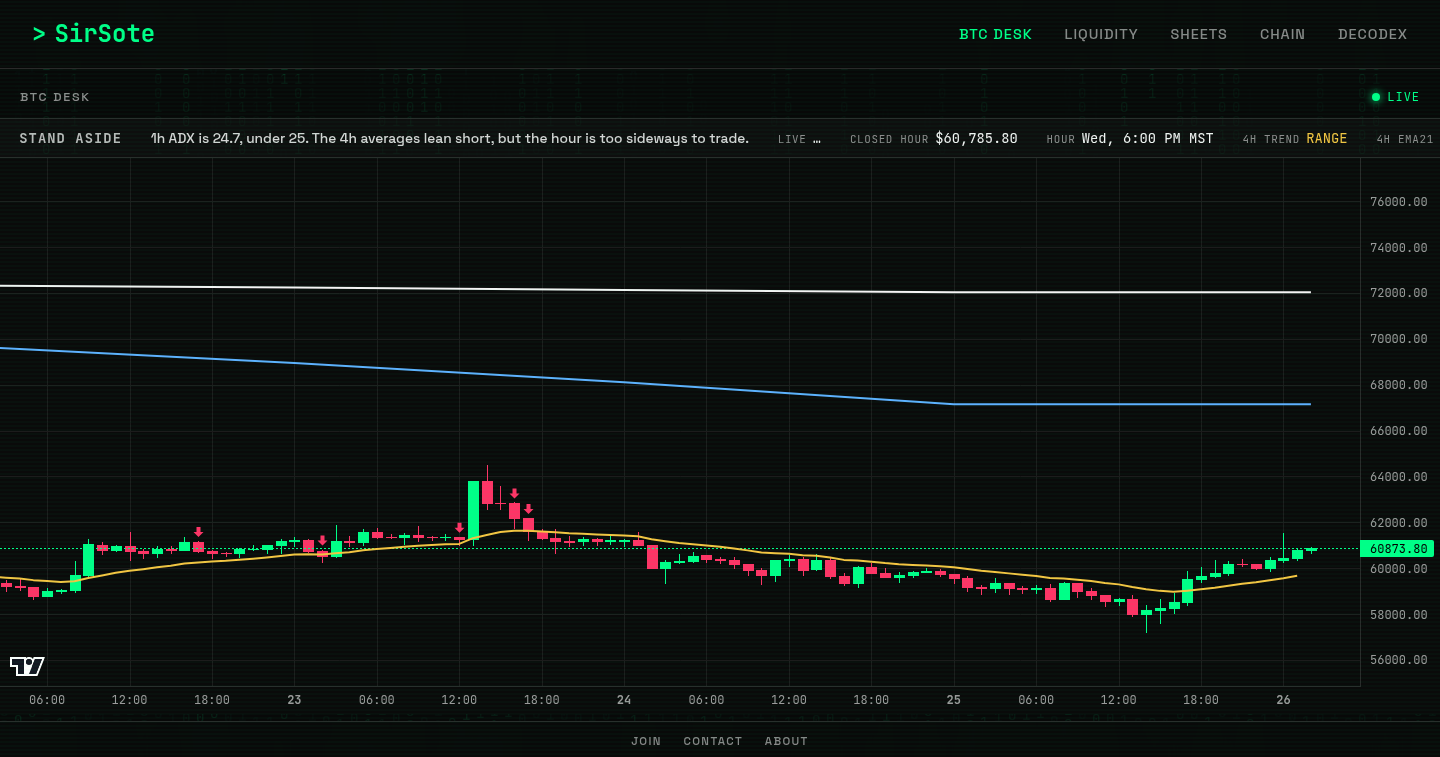 > SirSote
BTC DESK LIQUIDITY SHEETS CHAIN DECODEX
BTC DESK
LIVE
STAND ASIDE 1h ADX is 24.7, under 25. The 4h averages lean short, but the hour is too sideways to trade. LIVE … CLOSED HOUR $60,785.80 HOUR Wed, 6:00 PM MST 4H TREND RANGE 4H EMA21
76000.00
74000.00
72000.00
70000.00
68000.00
66000.00
64000.00
62000.00
60873.80
60000.00
58000.00
56000.00
06:00 12:00 18:00 23 06:00 12:00 18:00 24 06:00 12:00 18:00 25 06:00 12:00 18:00 26
JOIN CONTACT ABOUT